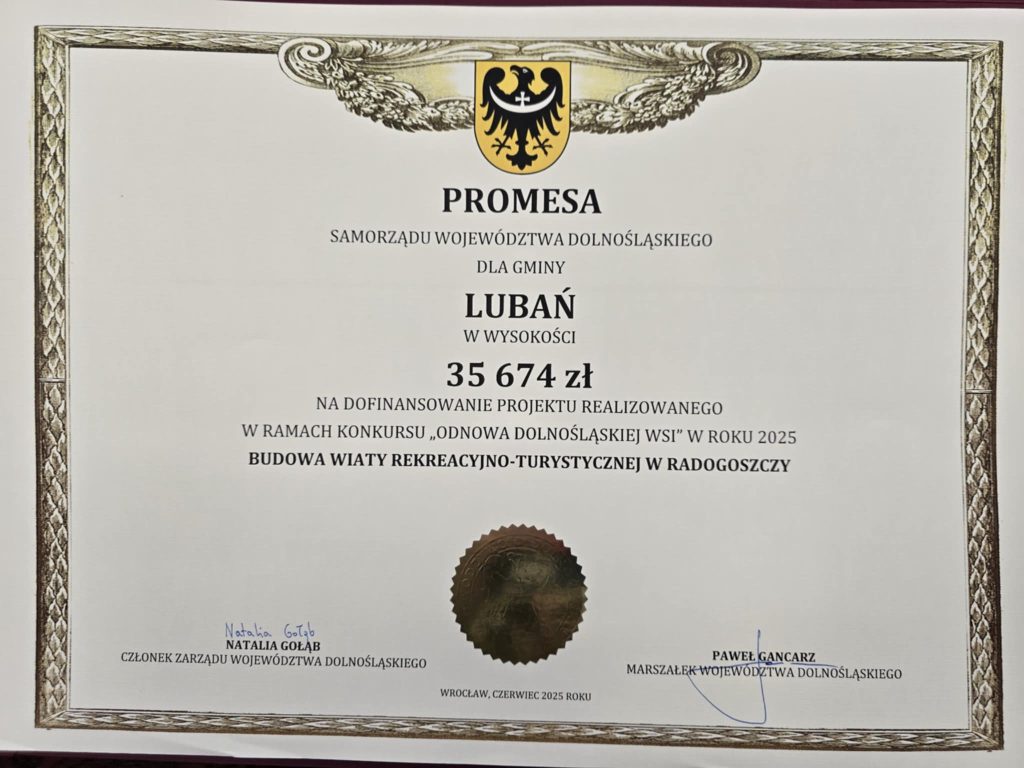 PROMESA
SAMORZĄDU WOJEWÓDZTWA DOLNOŚLĄSKIEGO
DLA GMINY
LUBAŃ
W WYSOKOŚCI
35 674 zł
NA DOFINANSOWANIE PROJEKTU REALIZOWANEGO
W RAMACH KONKURSU „ODNOWA DOLNOŚLĄSKIEJ WSI” W ROKU 2025
BUDOWA WIATY REKREACYJNO-TURYSTYCZNEJ W RADOGOSZCZY
Natalia Gołąb
NATALIA GOŁĄB
CZŁONEK ZARZĄDU WOJEWÓDZTWA DOLNOŚLĄSKIEGO
PAWEŁ GANCARZ
MARSZAŁEK WOJEWÓDZTWA DOLNOŚLĄSKIEGO
WROCŁAW, CZERWIEC 2025 ROKU